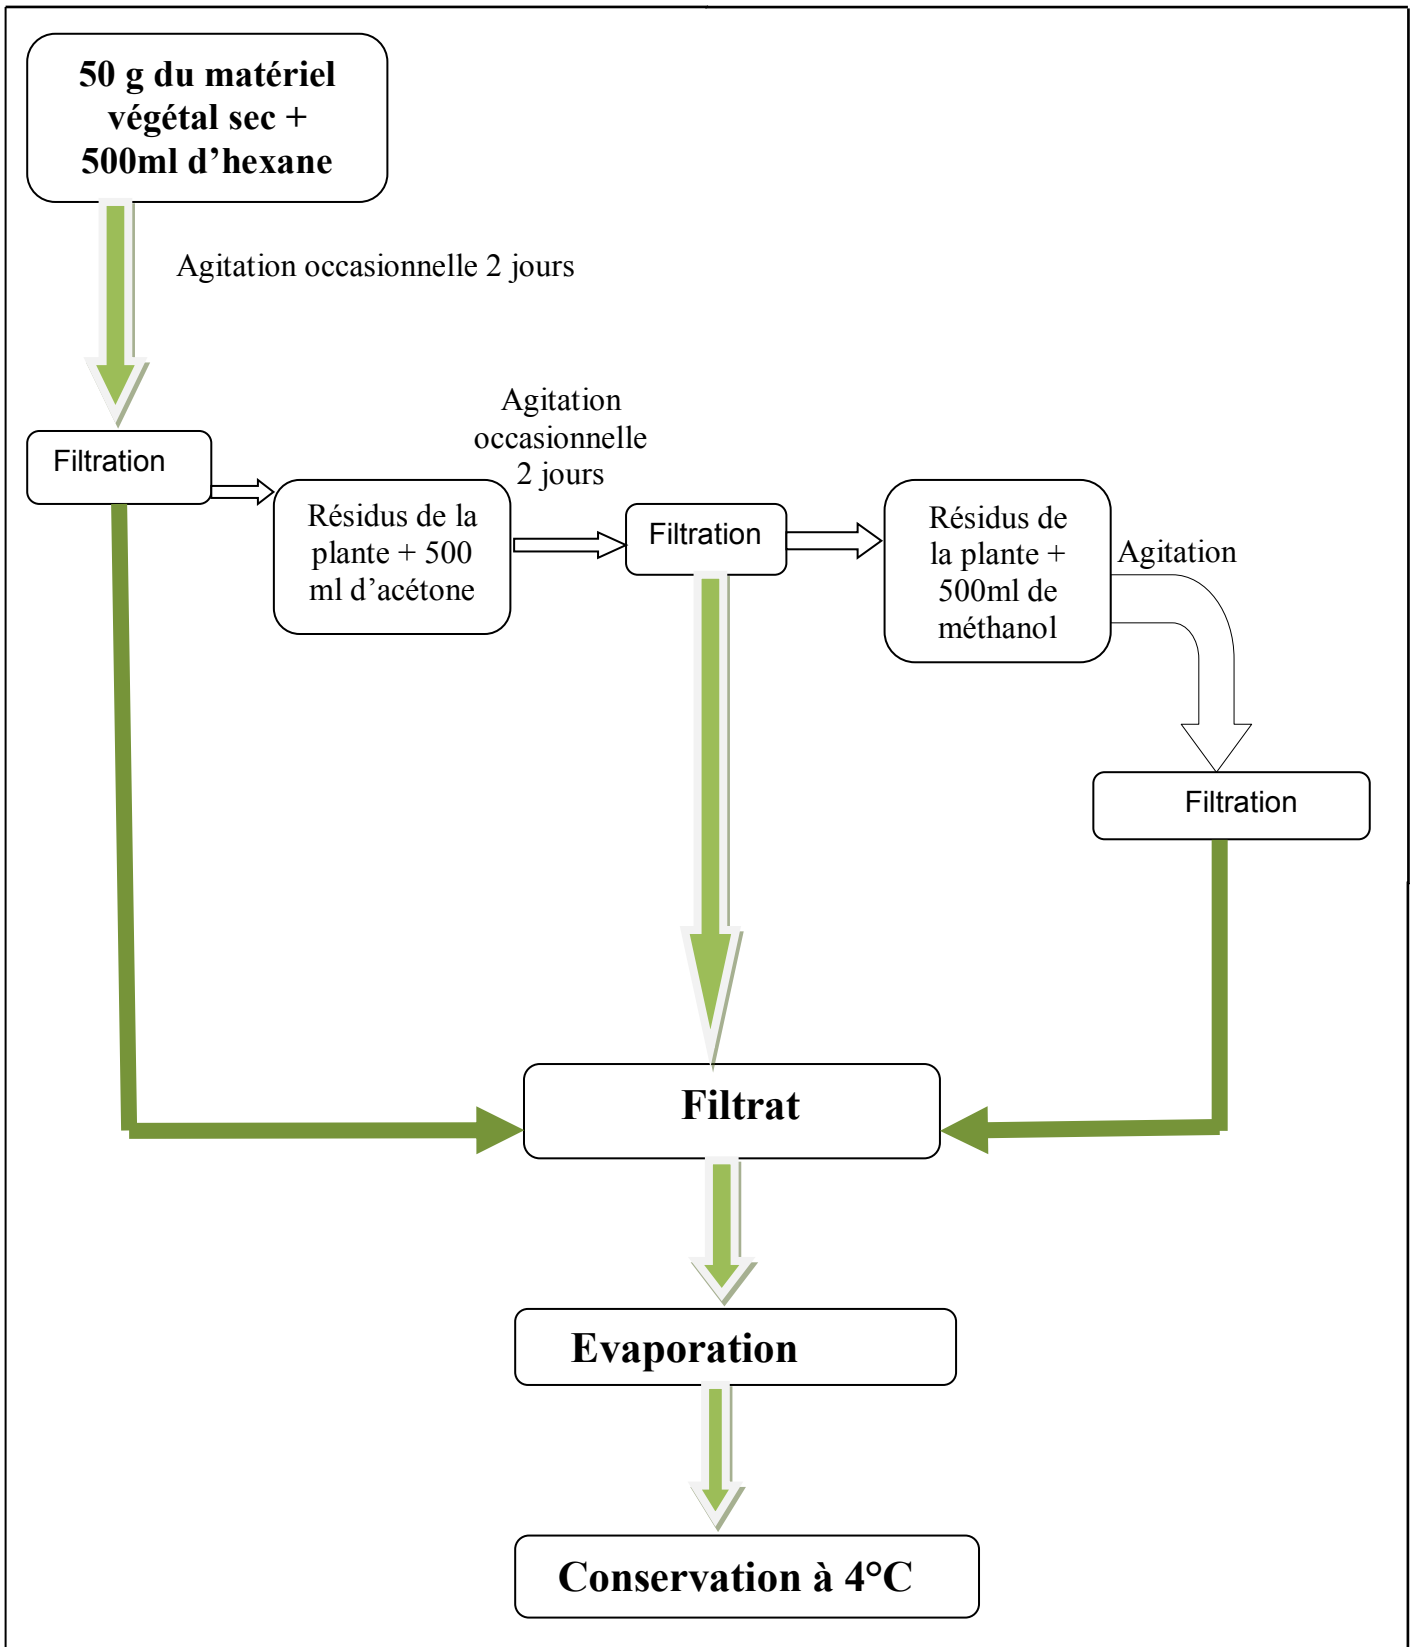 50 g du matériel
végétal sec +
500ml d’hexane
Agitation occasionnelle 2 jours
Filtration
Résidus de la
plante + 500
ml d’acétone
Agitation
occasionnelle
2 jours
Filtration
Résidus de
la plante +
500ml de
méthanol
Agitation
Filtration
Filtrat
Evaporation
Conservation à 4°C